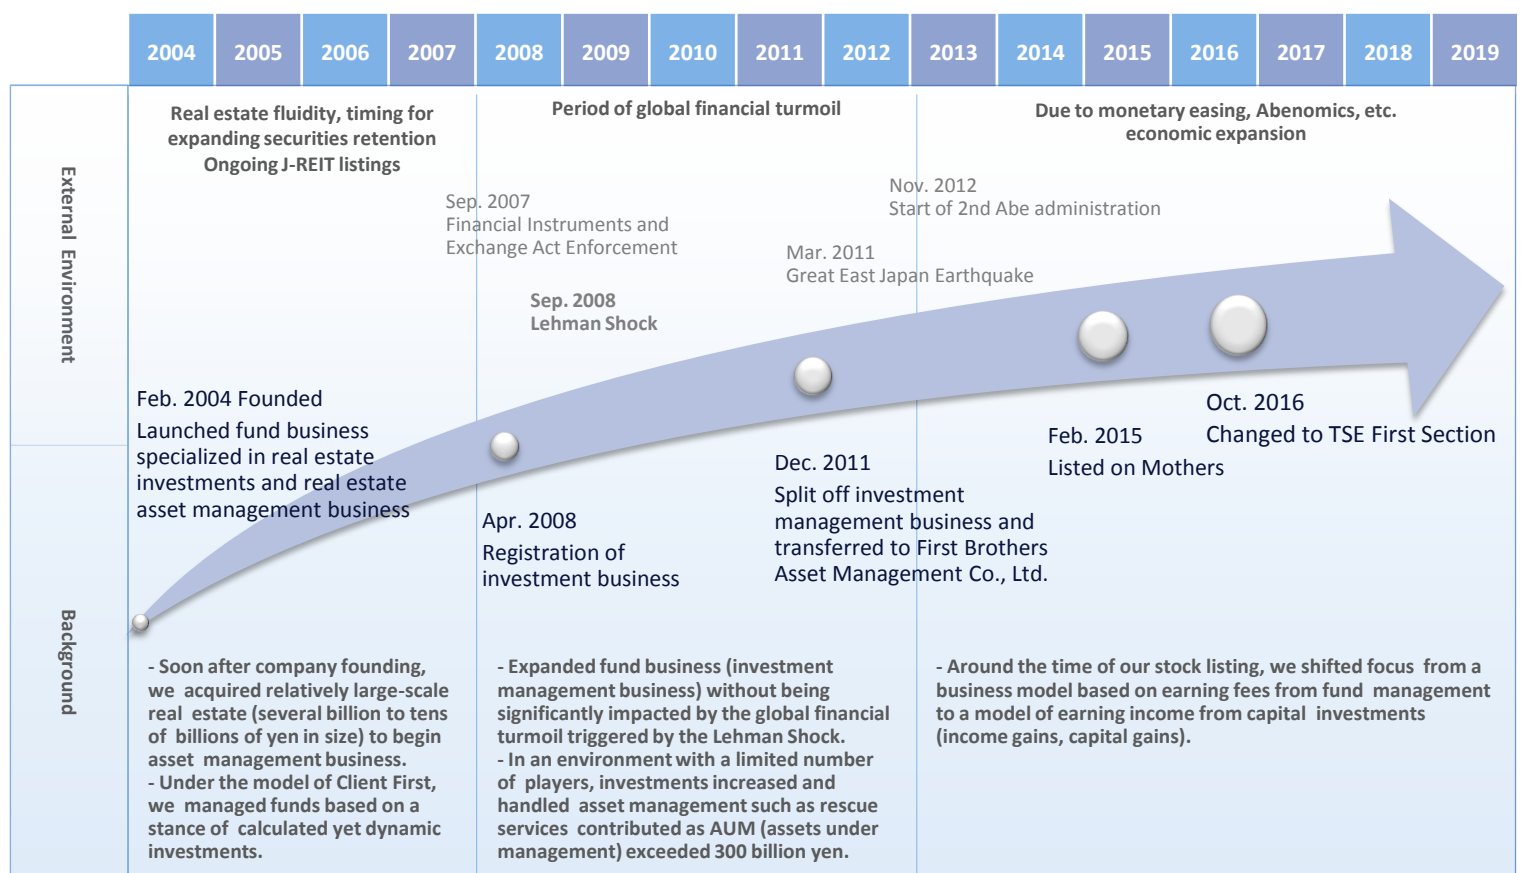 2004 2005 2006 2007 2008 2009 2010 2011 2012 2013 2014 2015 2016 2017 2018 2019
External Environment
Real estate fluidity, timing for
expanding securities retention
Ongoing J-REIT listings
Period of global financial turmoil
Due to monetary easing, Abenomics, etc.
economic expansion
Sep. 2007
Financial Instruments and
Exchange Act Enforcement
Sep. 2008
Lehman Shock
Mar. 2011
Great East Japan Earthquake
Nov. 2012
Start of 2nd Abe administration
Feb. 2004 Founded
Launched fund business
specialized in real estate
investments and real estate
asset management business
Apr. 2008
Registration of
investment business
Dec. 2011
Split off investment
management business and
transferred to First Brothers
Asset Management Co., Ltd.
Feb. 2015
Listed on Mothers
Oct. 2016
Changed to TSE First Section
Background
- Soon after company founding,
we acquired relatively large-scale
real estate (several billion to tens
of billions of yen in size) to begin
asset management business.
- Under the model of Client First,
we managed funds based on a
stance of calculated yet dynamic
investments.
- Expanded fund business (investment
management business) without being
significantly impacted by the global financial
turmoil triggered by the Lehman Shock.
- In an environment with a limited number
of players, investments increased and
handled asset management such as rescue
services contributed as AUM (assets under
management) exceeded 300 billion yen.
- Around the time of our stock listing, we shifted focus from a
business model based on earning fees from fund management
to a model of earning income from capital investments
(income gains, capital gains).